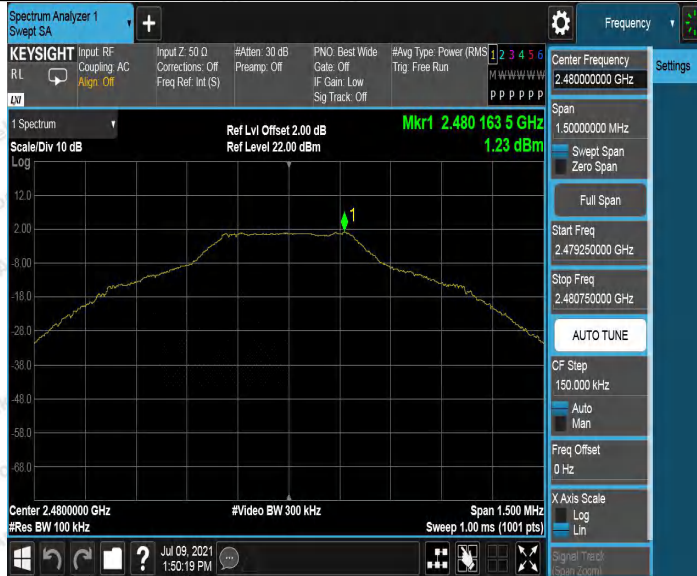 Spectrum Analyzer 1
Swept SA
Frequency
KEYSIGHT
RL
LXI
Input: RF
Coupling: AC
Align: Off
Input Z: 50 Ω
Corrections: Off
Freq Ref: Int (S)
#Atten: 30 dB
Preamp: Off
PNO: Best Wide
Gate: Off
IF Gain: Low
Sig Track: Off
#Avg Type: Power (RMS
Trig: Free Run
1 2 3 4 5 6
M W W W W W
P P P P P P
Settings
1 Spectrum
Scale/Div 10 dB
Log
Ref Lvl Offset 2.00 dB
Ref Level 22.00 dBm
Mkr1 2.480 163 5 GHz
1.23 dBm
12.0
2.00
-8.00
-18.0
-28.0
-38.0
-48.0
-58.0
-68.0
1
Center 2.4800000 GHz
#Res BW 100 kHz
#Video BW 300 kHz
Span 1.500 MHz
Sweep 1.00 ms (1001 pts)
Center Frequency
2.480000000 GHz
Span
1.50000000 MHz
Swept Span
Zero Span
Full Span
Start Freq
2.479250000 GHz
Stop Freq
2.480750000 GHz
AUTO TUNE
CF Step
150.000 kHz
Auto
Man
Freq Offset
0 Hz
X Axis Scale
Log
Lin
Signal Track
(Span Zoom)
?
Jul 09, 2021
1:50:19 PM